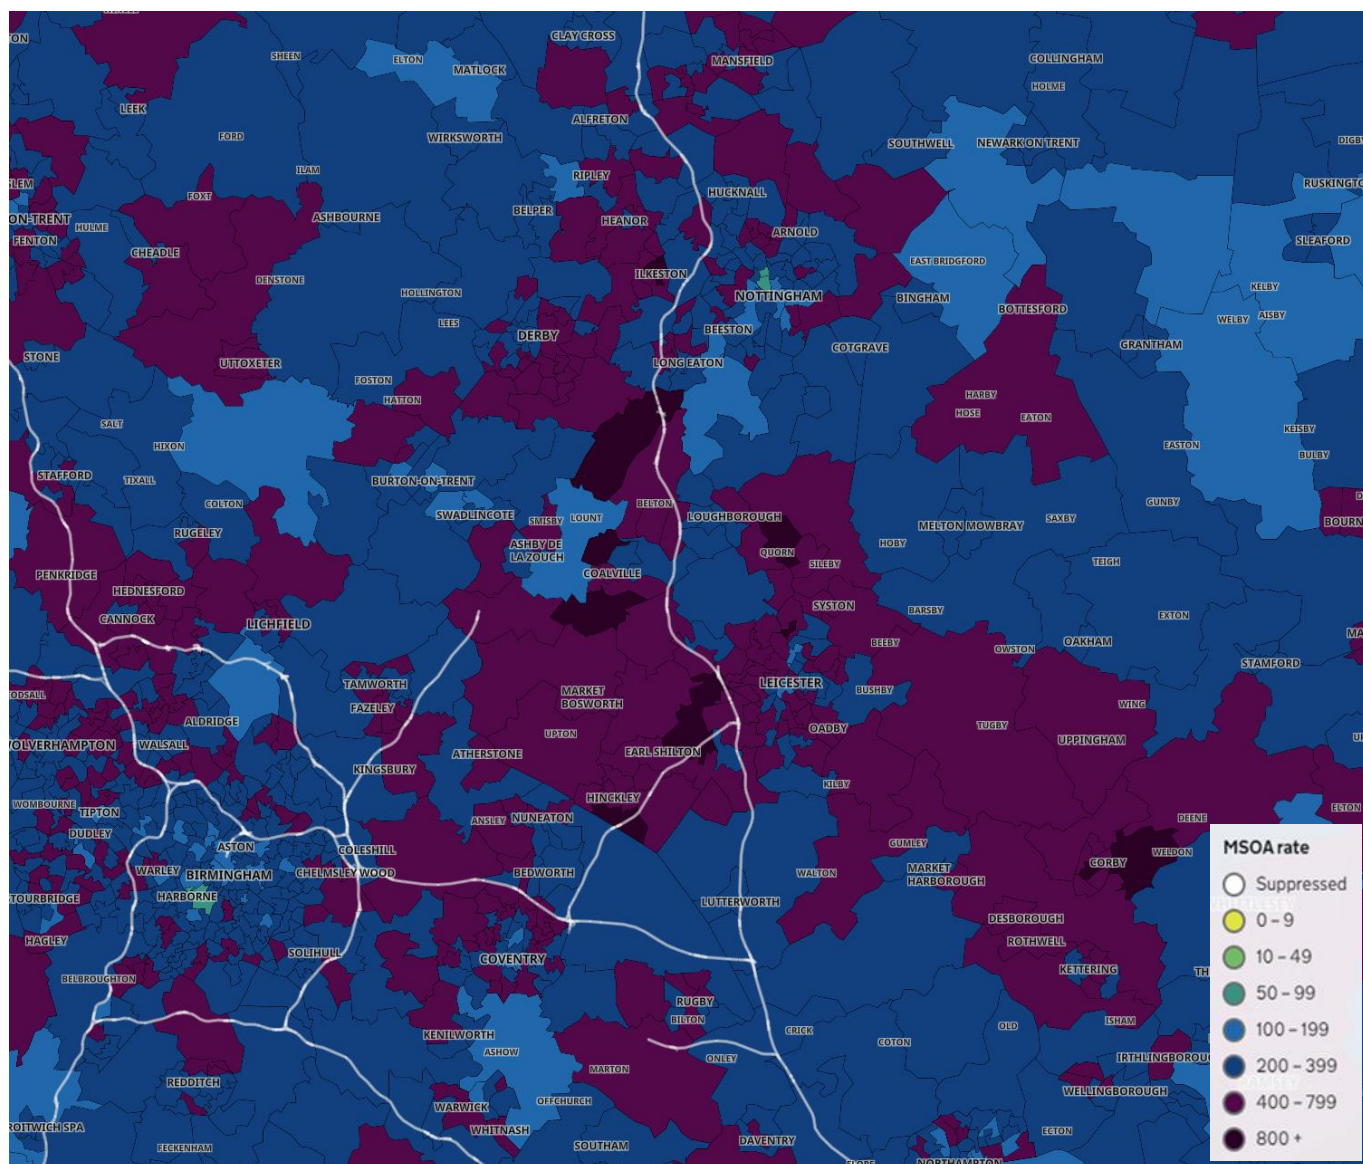 CLAY CROSS
MANSFIELD
COLLINGHAM
SHEEN
ELTON
MATLOCK
HOLME
LEEK
ALFRETON
FORD
WIRKSWORTH
SOUTHWELL
NEWARK ON TRENT
ILAM
RIPLEY
HUCKNALL
FOXT
BELPER
HEANOR
ON-TRENT
HULME
ASHBOURNE
ARNOLD
FENTON
SLEAFORD
CHEADLE
DENSTONE
ILKESTON
EAST BRIDGFORD
HOLLINGTON
NOTTINGHAM
BINGHAM
BOTTESFORD
KELBY
LEES
WELBY
AISBY
DERBY
BEESTON
COTGRAVE
GRANTHAM
STONE
UTTOXETER
LONG EATON
FOSTON
HATTON
HARBY
HOSE
EATON
SALT
HIXON
EASTON
KEISBY
BULBY
STAFFORD
TIXALL
BURTON-ON-TRENT
COLTON
SWADLINCOTE
SMISBY
LOUNT
BELTON
LOUGHBOROUGH
MELTON MOWBRAY
SAXBY
GUNBY
BOURN
RUGELEY
ASHBY DE
LA ZOUCH
QUORN
HOBY
SILEBY
TEIGH
PENKRIDGE
HEDNESFORD
COALVILLE
CANNOCK
LICHFIELD
SYSTON
BARSBY
EXTON
BEEBY
OWSTON
OAKHAM
STAMFORD
ODSALL
TAMWORTH
MARKET
BOSWORTH
LEICESTER
BUSHBY
FAZELEY
ALDRIDGE
WING
TUGBY
OADBY
UPTON
UPPINGHAM
OLVERHAMPTON
WALSALL
ATHERSTONE
EARL SHILTON
KINGSBURY
KILBY
HINCKLEY
WOMBOURNE
TIPTON
ELTON
DUDLEY
ANSLEY
NUNEATON
DEENE
ASTON
COLESHILL
GUMLEY
WARLEY
BIRMINGHAM
CHELMSLEY WOOD
BEDWORTH
WALTON
MARKET
HARBOROUGH
CORBY
WELDON
TOURBRIDGE
HARBORNE
LUTTERWORTH
DESBOROUGH
HAGLEY
SOLIHULL
COVENTRY
ROTHWELL
KETTERING
BELBROUGHTON
RUGBY
BILTON
KENILWORTH
ASHOW
CRICK
COTON
OLD
ISHAM
IRTHLINGBOROU
ONLEY
MARTON
REDDITCH
WELLINGBOROUGH
WARWICK
OFFCHURCH
ROITWICH SPA
WHITNASH
FECKENHAM
SOUTHAM
DAVENTRY
ECTON
NORTHAMPTON
MSOA rate
Suppressed
0 – 9
10 – 49
50 – 99
100 – 199
200 – 399
400 – 799
800 +